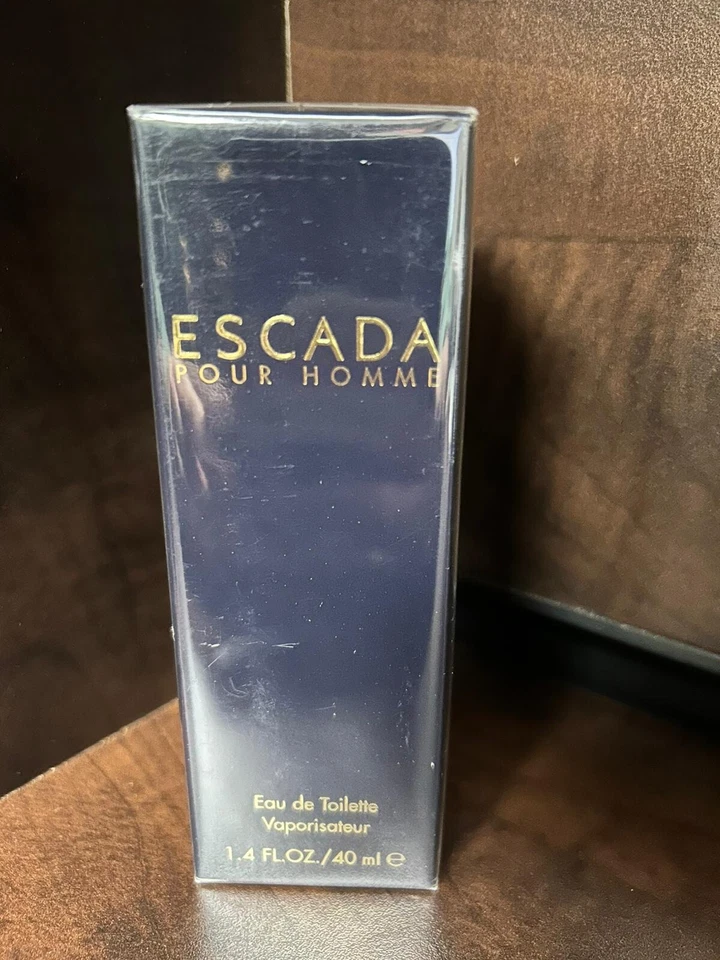 ESCADA
POUR HOMME
Eau de Toilette
Vaporisateur
1.4 FL.OZ./40 ml ℮